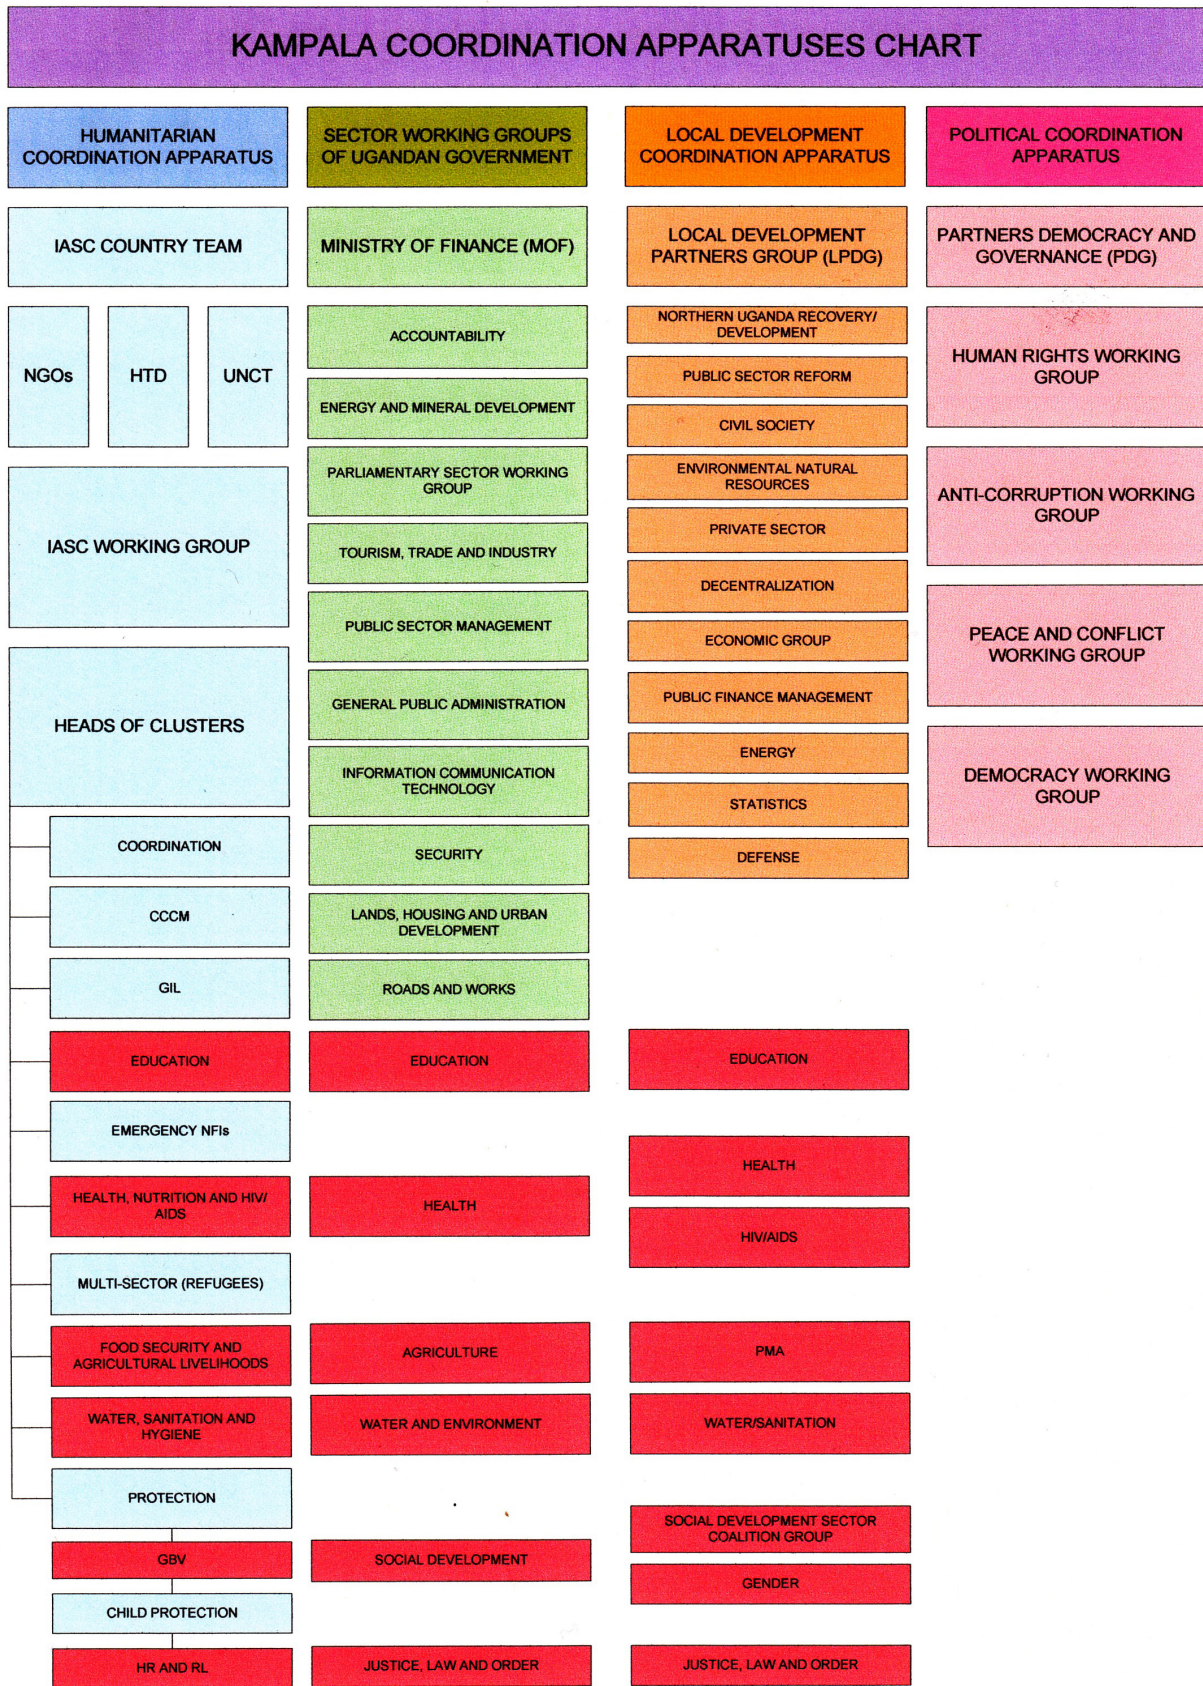 KAMPALA COORDINATION APPARATUSES CHART
HUMANITARIAN
COORDINATION APPARATUS
IASC COUNTRY TEAM
NGOs
HTD
UNCT
IASC WORKING GROUP
HEADS OF CLUSTERS
COORDINATION
CCCM
GIL
EDUCATION
EMERGENCY NFIs
HEALTH, NUTRITION AND HIV/
AIDS
MULTI-SECTOR (REFUGEES)
FOOD SECURITY AND
AGRICULTURAL LIVELIHOODS
WATER, SANITATION AND
HYGIENE
PROTECTION
GBV
CHILD PROTECTION
HR AND RL
SECTOR WORKING GROUPS
OF UGANDAN GOVERNMENT
MINISTRY OF FINANCE (MOF)
ACCOUNTABILITY
ENERGY AND MINERAL DEVELOPMENT
PARLIAMENTARY SECTOR WORKING
GROUP
TOURISM, TRADE AND INDUSTRY
PUBLIC SECTOR MANAGEMENT
GENERAL PUBLIC ADMINISTRATION
INFORMATION COMMUNICATION
TECHNOLOGY
SECURITY
LANDS, HOUSING AND URBAN
DEVELOPMENT
ROADS AND WORKS
EDUCATION
HEALTH
AGRICULTURE
WATER AND ENVIRONMENT
SOCIAL DEVELOPMENT
JUSTICE, LAW AND ORDER
LOCAL DEVELOPMENT
COORDINATION APPARATUS
LOCAL DEVELOPMENT
PARTNERS GROUP (LPDG)
NORTHERN UGANDA RECOVERY/
DEVELOPMENT
PUBLIC SECTOR REFORM
CIVIL SOCIETY
ENVIRONMENTAL NATURAL
RESOURCES
PRIVATE SECTOR
DECENTRALIZATION
ECONOMIC GROUP
PUBLIC FINANCE MANAGEMENT
ENERGY
STATISTICS
DEFENSE
EDUCATION
HEALTH
HIV/AIDS
PMA
WATER/SANITATION
SOCIAL DEVELOPMENT SECTOR
COALITION GROUP
GENDER
JUSTICE, LAW AND ORDER
POLITICAL COORDINATION
APPARATUS
PARTNERS DEMOCRACY AND
GOVERNANCE (PDG)
HUMAN RIGHTS WORKING
GROUP
ANTI-CORRUPTION WORKING
GROUP
PEACE AND CONFLICT
WORKING GROUP
DEMOCRACY WORKING
GROUP